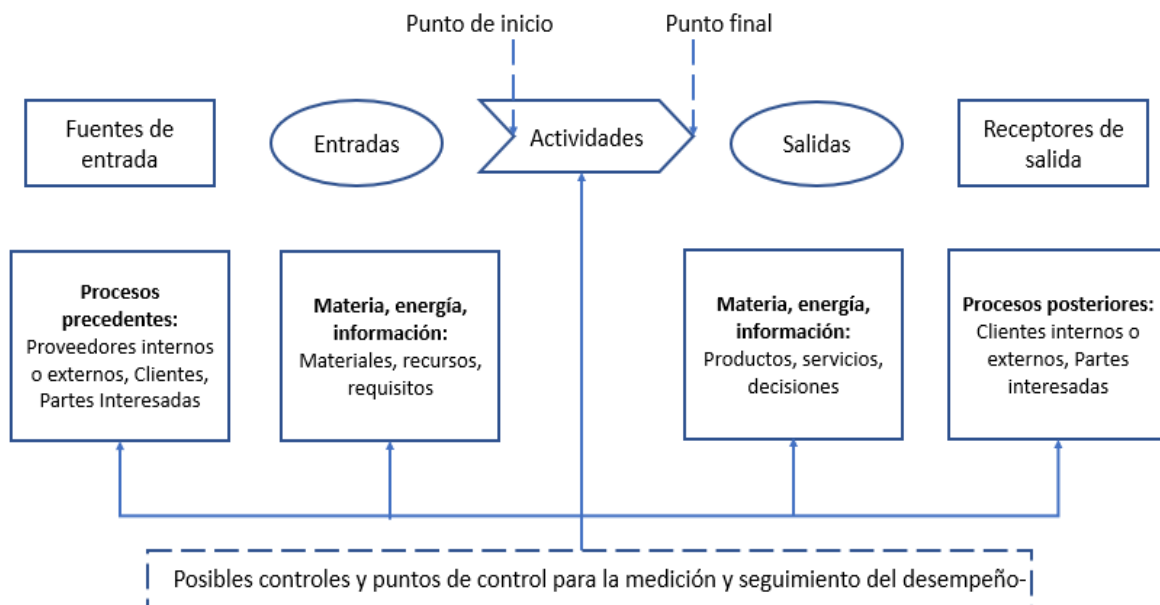 Punto de inicio
Punto final
Fuentes de
entrada
Entradas
Actividades
Salidas
Receptores de
salida
Procesos
precedentes:
Proveedores internos
o externos, Clientes,
Partes Interesadas
Materia, energía,
información:
Materiales, recursos,
requisitos
Materia, energía,
información:
Productos, servicios,
decisiones
Procesos posteriores:
Clientes internos o
externos, Partes
interesadas
Posibles controles y puntos de control para la medición y seguimiento del desempeño-